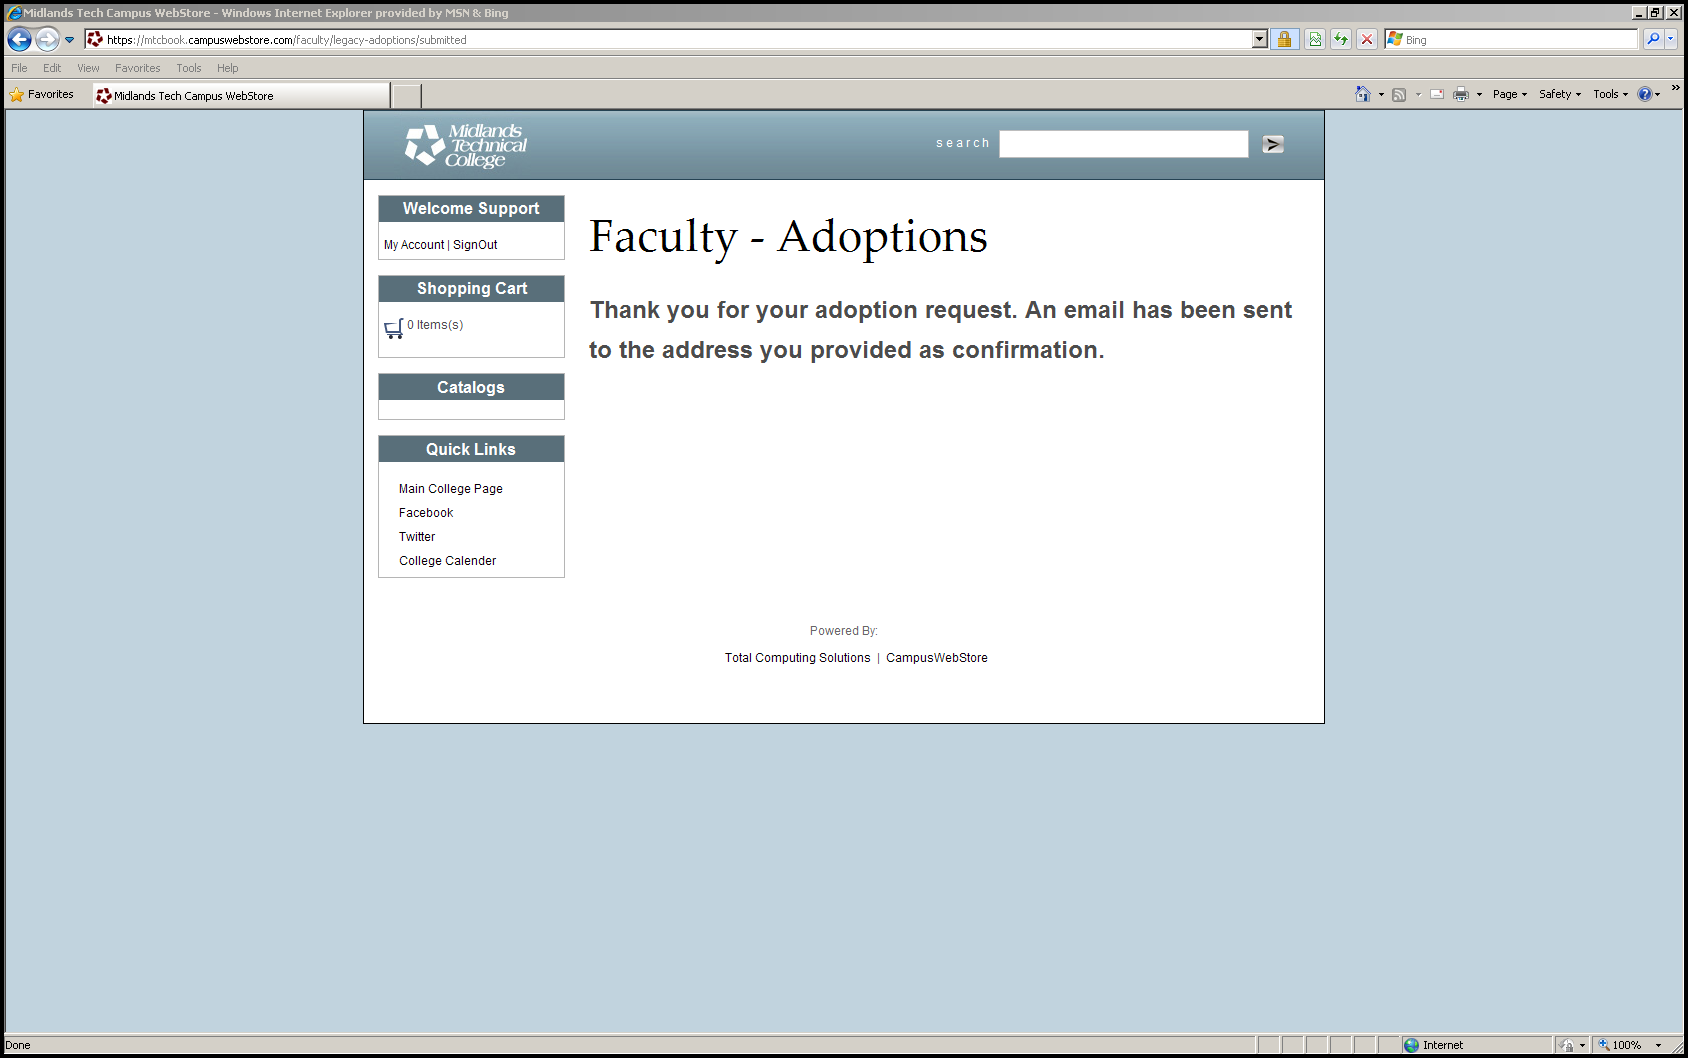 Midlands Tech Campus WebStore - Windows Internet Explorer provided by MSN & Bing
https://mtcbook.campuswebstore.com/faculty/legacy-adoptions/submitted
Bing
File Edit View Favorites Tools Help
Favorites
Midlands Tech Campus WebStore
Page Safety Tools
»
Midlands
Technical
College
search
>
Welcome Support
My Account | SignOut
Shopping Cart
0 Items(s)
Catalogs
Quick Links
Main College Page
Facebook
Twitter
College Calender
Faculty - Adoptions
Thank you for your adoption request. An email has been sent
to the address you provided as confirmation.
Powered By:
Total Computing Solutions | CampusWebStore
Done
Internet
100%